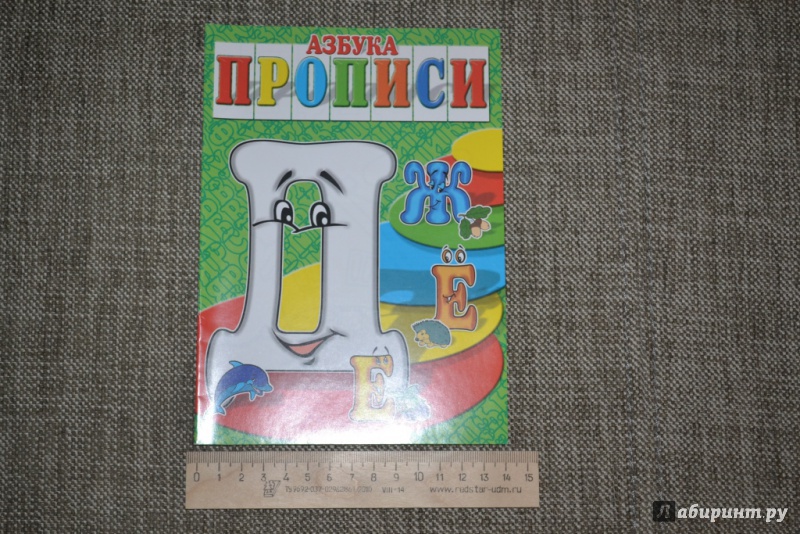 АЗБУКА
ПРОПИСИ
Д
Ж
Ё
Е
0 1 2 3 4 5 6 7 8 9 10 11 12 13 14 15
www.rudstar-udm.ru
Лабиринт.ру